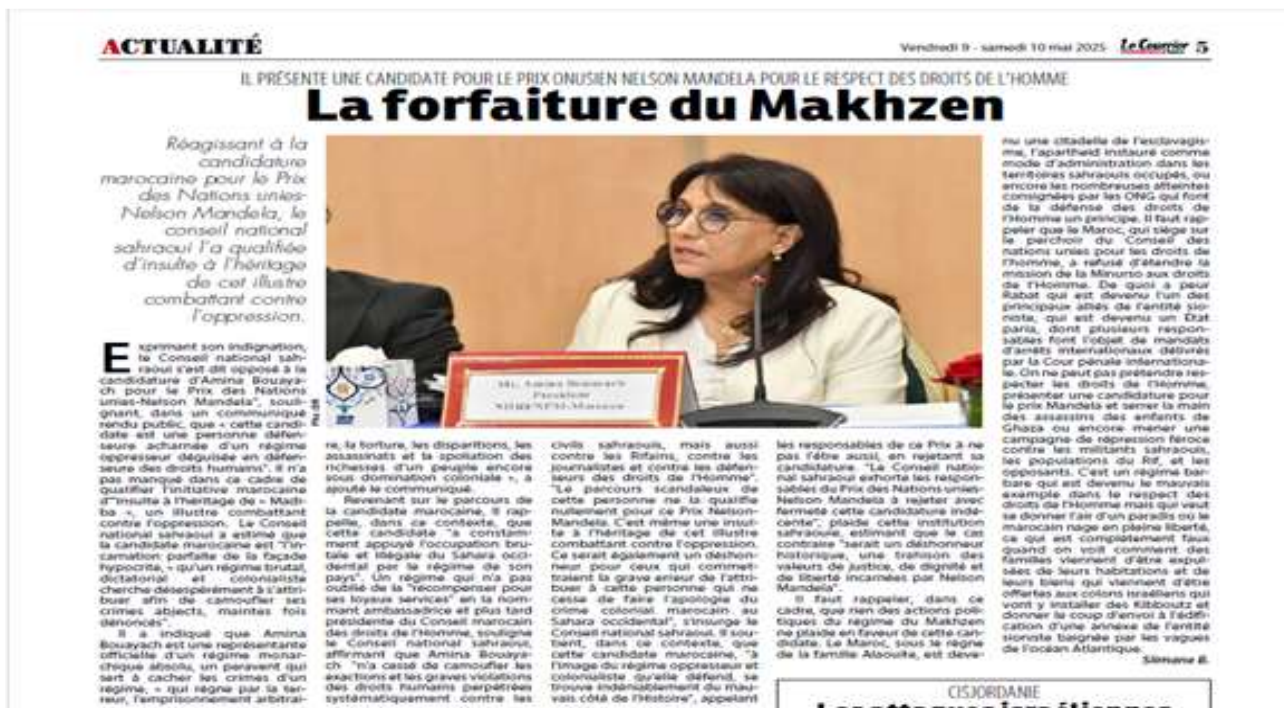 ACTUALITÉ
Vendredi 9 - samedi 10 mai 2025 Le Courrier 5
IL PRÉSENTE UNE CANDIDATE POUR LE PRIX ONUSIEN NELSON MANDELA POUR LE RESPECT DES DROITS DE L'HOMME
La forfaiture du Makhzen
Réagissant à la
candidature
marocaine pour le Prix
des Nations unies-
Nelson Mandela, le
conseil national
sahraoui l'a qualifiée
d'insulte à l'héritage
de cet illustre
combattant contre
l'oppression.
Exprimant son indignation,
le Conseil national sah-
raoui s'est dit opposé à la
candidature d'Amina Bouaya-
ch pour le Prix des Nations
unies-Nelson Mandela", souli-
gnant, dans un communiqué
rendu public, que « cette candi-
date est une personne défen-
seure acharnée d'un régime
oppresseur déguisée en défen-
seure des droits humains". Il n'a
pas manqué dans ce cadre de
qualifier l'initiative marocaine
d'"insulte à l'héritage de « Madi-
ba », un illustre combattant
contre l'oppression. Le Conseil
national sahraoui a estimé que
la candidate marocaine est "l'in-
carnation parfaite de la façade
hypocrite, « qu'un régime brutal,
dictatorial et colonialiste
cherche désespérément à s'attri-
buer afin de camoufler ses
crimes abjects, maintes fois
dénoncés".
Il a indiqué que Amina
Bouayach est une représentante
officielle d'un régime monar-
chique absolu, un paravent qui
sert à cacher les crimes d'un
régime, « qui règne par la ter-
reur, l'emprisonnement arbitrai-
re, la torture, les disparitions, les
assassinats et la spoliation des
richesses d'un peuple encore
sous domination coloniale », a
ajouté le communiqué.
Revenant sur le parcours de
la candidate marocaine, il rap-
pelle, dans ce contexte, que
cette candidate "a constam-
ment appuyé l'occupation bru-
tale et illégale du Sahara occi-
dental par le régime de son
pays". Un régime qui n'a pas
oublié de la "récompenser pour
ses loyaux services" en la nom-
mant ambassadrice et plus tard
présidente du Conseil marocain
des droits de l'Homme, souligne
le Conseil national sahraoui,
affirmant que Amina Bouaya-
ch "n'a cessé de camoufler les
exactions et les graves violations
des droits humains perpétrées
systématiquement contre les
civils sahraouis, mais aussi
contre les Rifains, contre les
journalistes et contre les défen-
seurs des droits de l'Homme".
"Le parcours scandaleux de
cette personne ne la qualifie
nullement pour ce Prix Nelson-
Mandela. C'est même une insul-
te à l'héritage de cet illustre
combattant contre l'oppression.
Ce serait également un déshon-
neur pour ceux qui commet-
traient la grave erreur de l'attri-
buer à cette personne qui ne
cesse de faire l'apologie du
crime colonial marocain au
Sahara occidental", s'insurge le
Conseil national sahraoui. Il sou-
tient, dans ce contexte, que
cette candidate marocaine, "à
l'image du régime oppresseur et
colonialiste qu'elle défend, se
trouve indéniablement du mau-
vais côté de l'Histoire", appelant
les responsables de ce Prix à ne
pas l'être aussi, en rejetant sa
candidature. "Le Conseil natio-
nal sahraoui exhorte les respon-
sables du Prix des Nations unies-
Nelson Mandela à rejeter avec
fermeté cette candidature indé-
cente", plaide cette institution
sahraouie, estimant que le cas
contraire "serait un déshonneur
historique, une trahison des
valeurs de justice, de dignité et
de liberté incarnées par Nelson
Mandela".
Il faut rappeler, dans ce
cadre, que rien des actions poli-
tiques du régime du Makhzen
ne plaide en faveur de cette can-
didate. Le Maroc, sous le règne
de la famille Alaouite, est deve-
nu une citadelle de l'esclavagis-
me, l'apartheid instauré comme
mode d'administration dans les
territoires sahraouis occupés, ou
encore les nombreuses atteintes
consignées par les ONG qui font
de la défense des droits de
l'Homme un principe. Il faut rap-
peler que le Maroc, qui siège sur
le perchoir du Conseil des
nations unies pour les droits de
l'homme, a refusé d'étendre la
mission de la Minurso aux droits
de l'Homme. De quoi a peur
Rabat qui est devenu l'un des
principaux alliés de l'entité sio-
niste, qui est devenu un Etat
paria, dont plusieurs respon-
sables font l'objet de mandats
d'arrêts internationaux délivrés
par la Cour pénale internationa-
le. On ne peut pas prétendre res-
pecter les droits de l'Homme,
présenter une candidature pour
le prix Mandela et serrer la main
des assassins des enfants de
Ghaza ou encore mener une
campagne de répression féroce
contre les militants sahraouis,
les populations du Rif, et les
opposants. C'est un régime bar-
bare qui est devenu le mauvais
exemple dans le respect des
droits de l'Homme mais qui veut
se donner l'air d'un paradis où le
marocain nage en pleine liberté,
ce qui est complètement faux
quand on voit comment des
familles viennent d'être expul-
sées de leurs habitations et de
leurs biens qui viennent d'être
offertes aux colons israéliens qui
vont y installer des Kibboutz et
donner le coup d'envoi à l'édifi-
cation d'une annexe de l'entité
sioniste baignée par les vagues
de l'océan Atlantique.
Slimane B.
CISJORDANIE